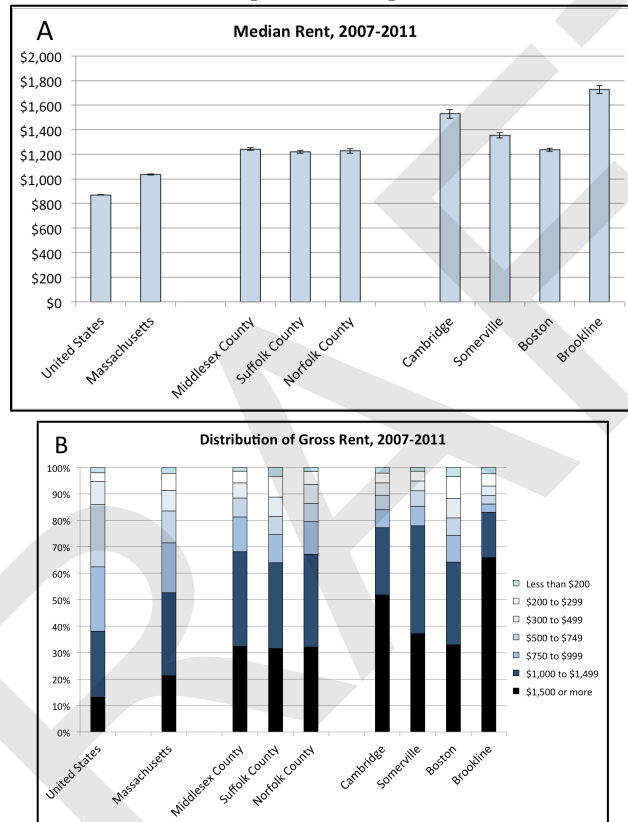 A
Median Rent, 2007-2011
$2,000
$1,800
$1,600
$1,400
$1,200
$1,000
$800
$600
$400
$200
$0
United States
Massachusetts
Middlesex County
Suffolk County
Norfolk County
Cambridge
Somerville
Boston
Brookline
B
Distribution of Gross Rent, 2007-2011
100%
90%
80%
70%
60%
50%
40%
30%
20%
10%
0%
United States
Massachusetts
Middlesex County
Suffolk County
Norfolk County
Cambridge
Somerville
Boston
Brookline
Less than $200
$200 to $299
$300 to $499
$500 to $749
$750 to $999
$1,000 to $1,499
$1,500 or more